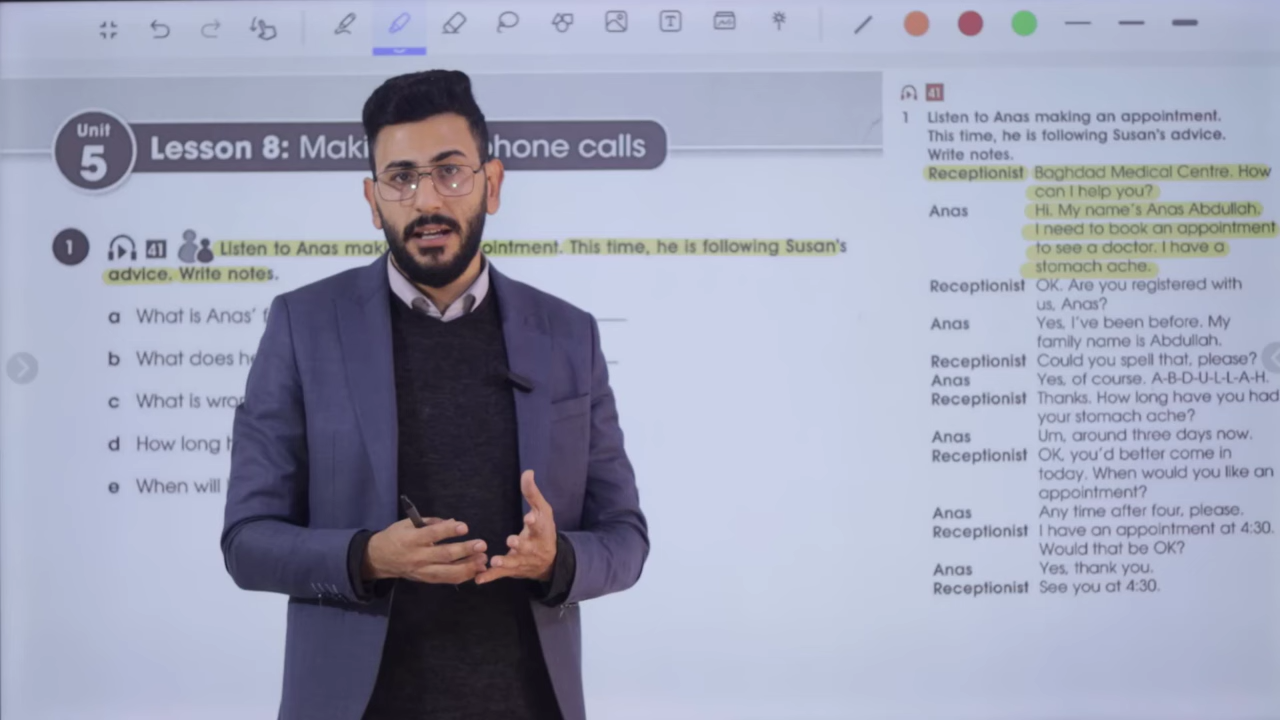 Unit
5
Lesson 8: Maki phone calls
1
41
Listen to Anas mak ointment. This time, he is following Susan's
advice. Write notes.
a What is Anas'
b What does
c What is
d How long
e When will
41
1 Listen to Anas making an appointment.
This time, he is following Susan's advice.
Write notes.
Receptionist Baghdad Medical Centre. How
can I help you?
Anas Hi. My name's Anas Abdullah.
I need to book an appointment
to see a doctor. I have a
stomach ache.
Receptionist OK. Are you registered with
us, Anas?
Anas Yes, I've been before. My
family name is Abdullah.
Receptionist Could you spell that, please?
Anas Yes, of course. A-B-D-U-L-L-A-H.
Receptionist Thanks. How long have you had
your stomach ache?
Anas Um, around three days now.
Receptionist OK, you'd better come in
today. When would you like an
appointment?
Anas Any time after four, please.
Receptionist I have an appointment at 4:30.
Would that be OK?
Anas Yes, thank you.
Receptionist See you at 4:30.